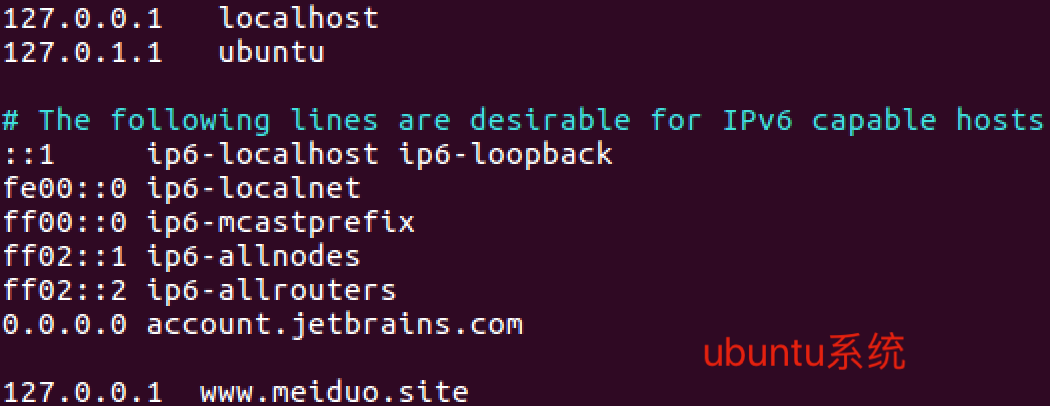 127.0.0.1   localhost
127.0.1.1   ubuntu
# The following lines are desirable for IPv6 capable hosts
::1     ip6-localhost ip6-loopback
fe00::0 ip6-localnet
ff00::0 ip6-mcastprefix
ff02::1 ip6-allnodes
ff02::2 ip6-allrouters
0.0.0.0 account.jetbrains.com
ubuntu系统
127.0.0.1  www.meiduo.site